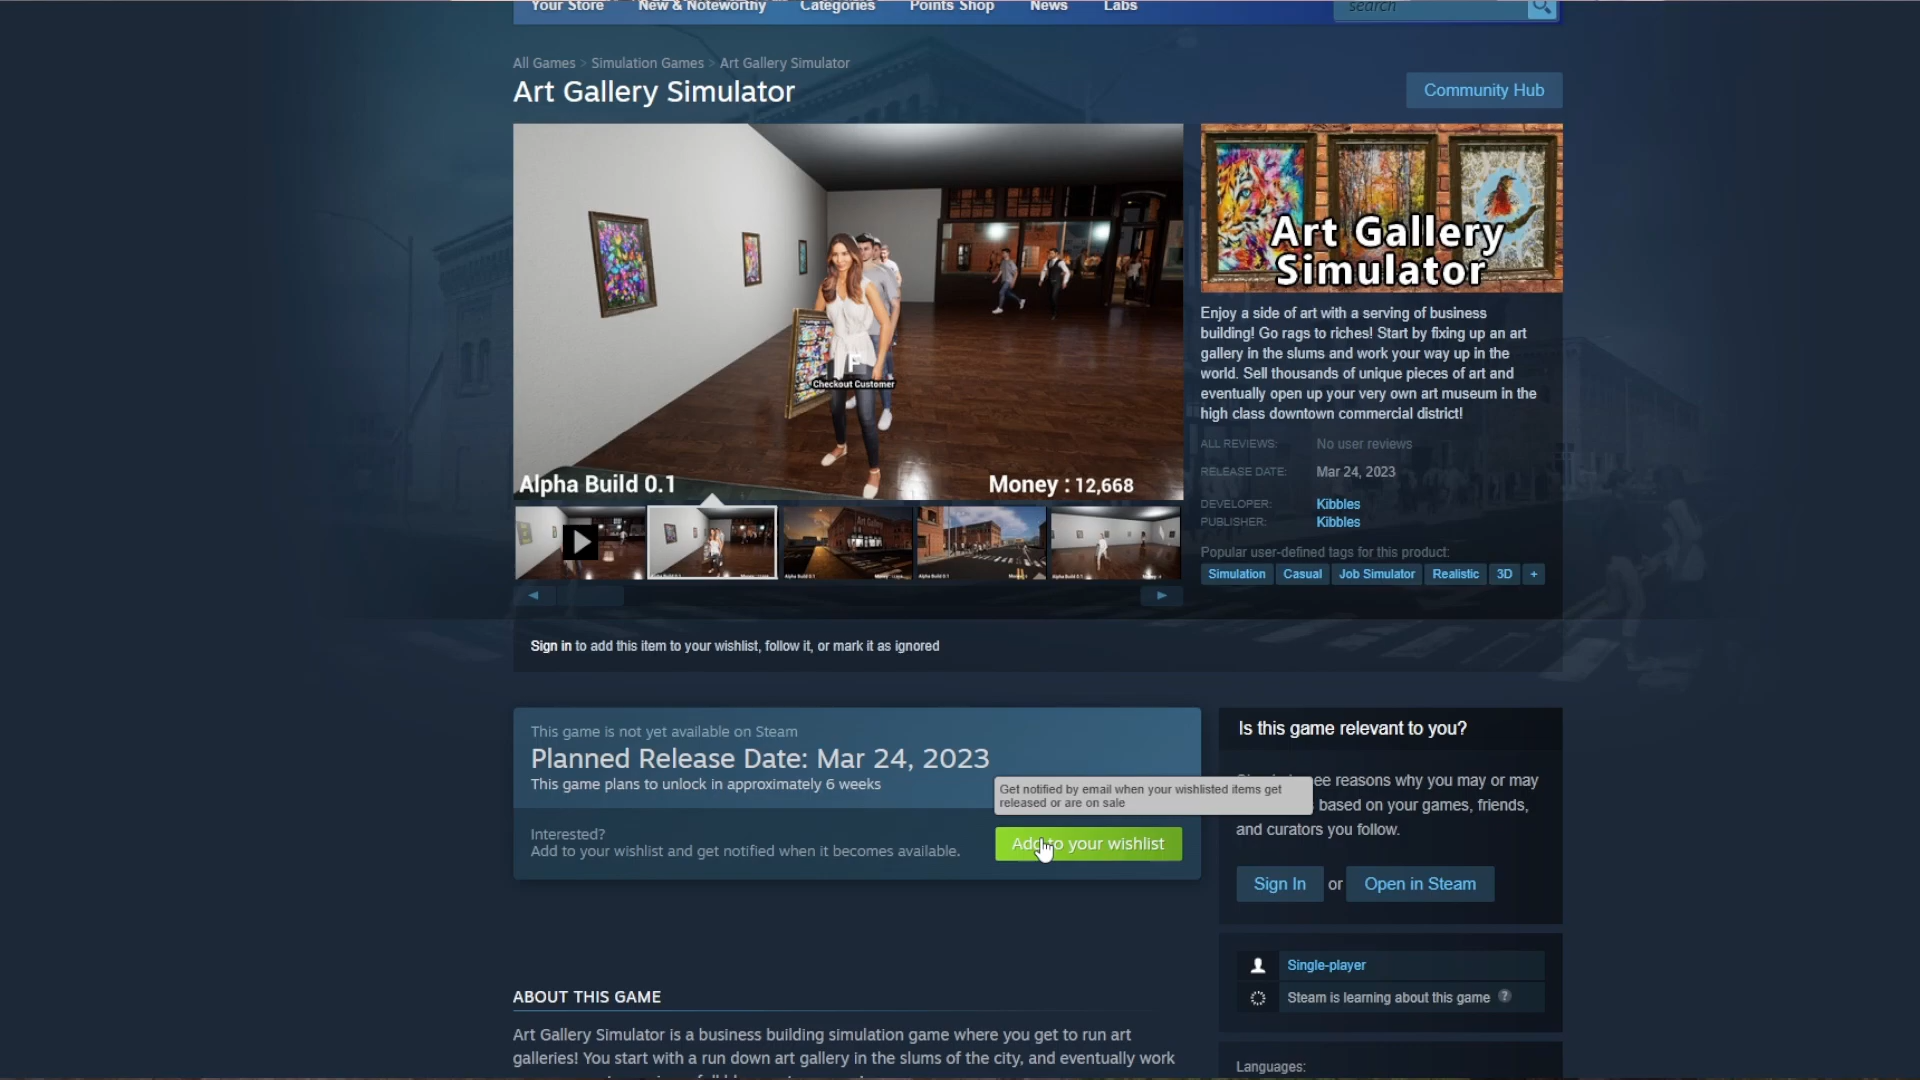 Your Store New & Noteworthy Categories Points Shop News Labs search
All Games > Simulation Games > Art Gallery Simulator
Art Gallery Simulator
Community Hub
Checkout Customer
Alpha Build 0.1
Money : 12,668
Art Gallery
Simulator
Enjoy a side of art with a serving of business
building! Go rags to riches! Start by fixing up an art
gallery in the slums and work your way up in the
world. Sell thousands of unique pieces of art and
eventually open up your very own art museum in the
high class downtown commercial district!
ALL REVIEWS: No user reviews
RELEASE DATE: Mar 24, 2023
DEVELOPER: Kibbles
PUBLISHER: Kibbles
Popular user-defined tags for this product:
Simulation Casual Job Simulator Realistic 3D +
Sign in to add this item to your wishlist, follow it, or mark it as ignored
This game is not yet available on Steam
Planned Release Date: Mar 24, 2023
This game plans to unlock in approximately 6 weeks
Get notified by email when your wishlisted items get
released or are on sale
Interested?
Add to your wishlist and get notified when it becomes available.
Add to your wishlist
Is this game relevant to you?
reasons why you may or may
based on your games, friends,
and curators you follow.
Sign In or Open in Steam
Single-player
Steam is learning about this game ?
Languages:
ABOUT THIS GAME
Art Gallery Simulator is a business building simulation game where you get to run art
galleries! You start with a run down art gallery in the slums of the city, and eventually work